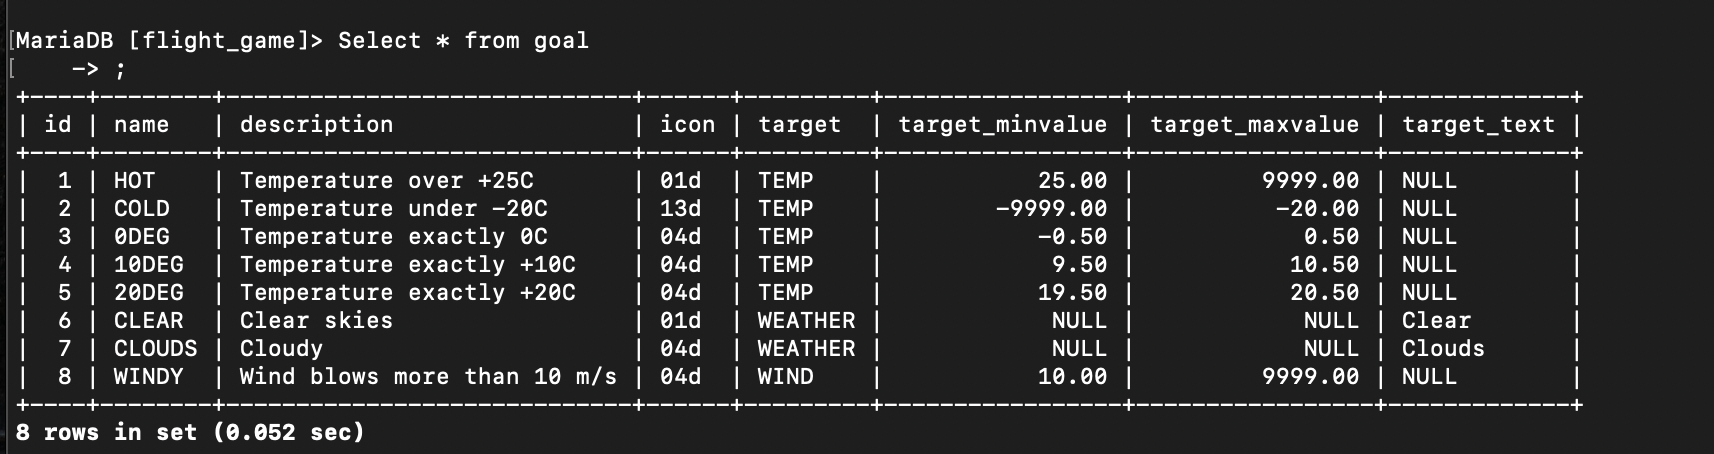 [MariaDB [flight_game]> Select * from goal
[    -> ;
+----+--------+-----------------------------+------+---------+-----------------+-----------------+-------------+
| id | name   | description                 | icon | target  | target_minvalue | target_maxvalue | target_text |
+----+--------+-----------------------------+------+---------+-----------------+-----------------+-------------+
|  1 | HOT    | Temperature over +25C       | 01d  | TEMP    |           25.00 |         9999.00 | NULL        |
|  2 | COLD   | Temperature under -20C      | 13d  | TEMP    |        -9999.00 |          -20.00 | NULL        |
|  3 | 0DEG   | Temperature exactly 0C      | 04d  | TEMP    |           -0.50 |            0.50 | NULL        |
|  4 | 10DEG  | Temperature exactly +10C    | 04d  | TEMP    |            9.50 |           10.50 | NULL        |
|  5 | 20DEG  | Temperature exactly +20C    | 04d  | TEMP    |           19.50 |           20.50 | NULL        |
|  6 | CLEAR  | Clear skies                 | 01d  | WEATHER |            NULL |            NULL | Clear       |
|  7 | CLOUDS | Cloudy                      | 04d  | WEATHER |            NULL |            NULL | Clouds      |
|  8 | WINDY  | Wind blows more than 10 m/s | 04d  | WIND    |           10.00 |         9999.00 | NULL        |
+----+--------+-----------------------------+------+---------+-----------------+-----------------+-------------+
8 rows in set (0.052 sec)